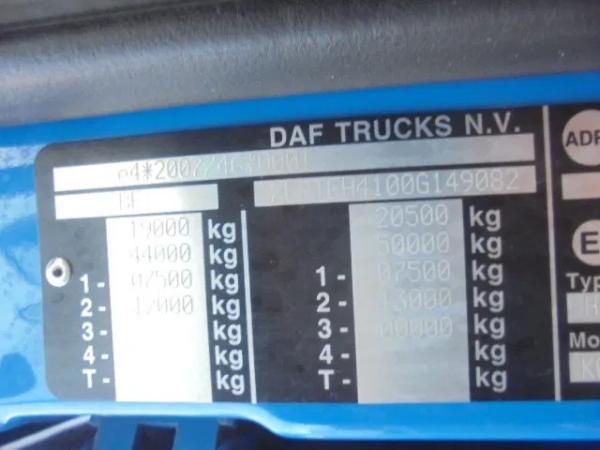 DAF TRUCKS N.V.
ADR
e4*2007/46*0001
H4100G149082
19000 kg 20500 kg
44000 kg 50000 kg
1- 07500 kg 1- 07500 kg
2- 12000 kg 2- 13000 kg
3- kg 3- 00000 kg
4- kg 4- kg
T- kg T- kg
E
Typ
H
Mo